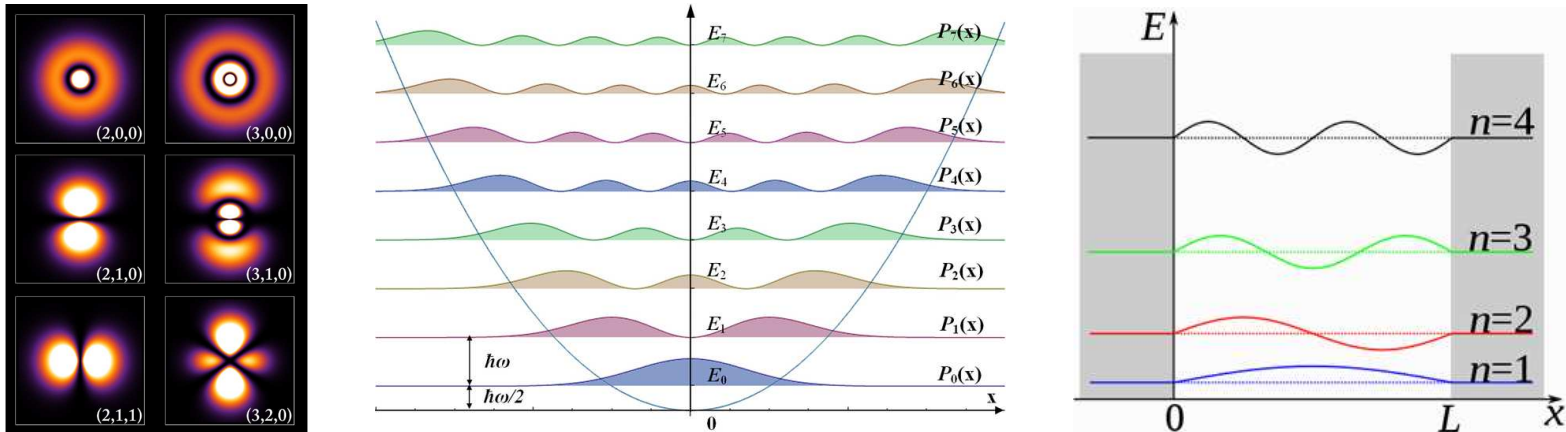 (2,0,0)
(3,0,0)
(2,1,0)
(3,1,0)
(2,1,1)
(3,2,0)
E₇ P₇(x)
E₆ P₆(x)
E₅ P₅(x)
E₄ P₄(x)
E₃ P₃(x)
E₂ P₂(x)
E₁ P₁(x)
ħω
E₀ P₀(x)
ħω/2
x
0
E
n=4
n=3
n=2
n=1
0 L x